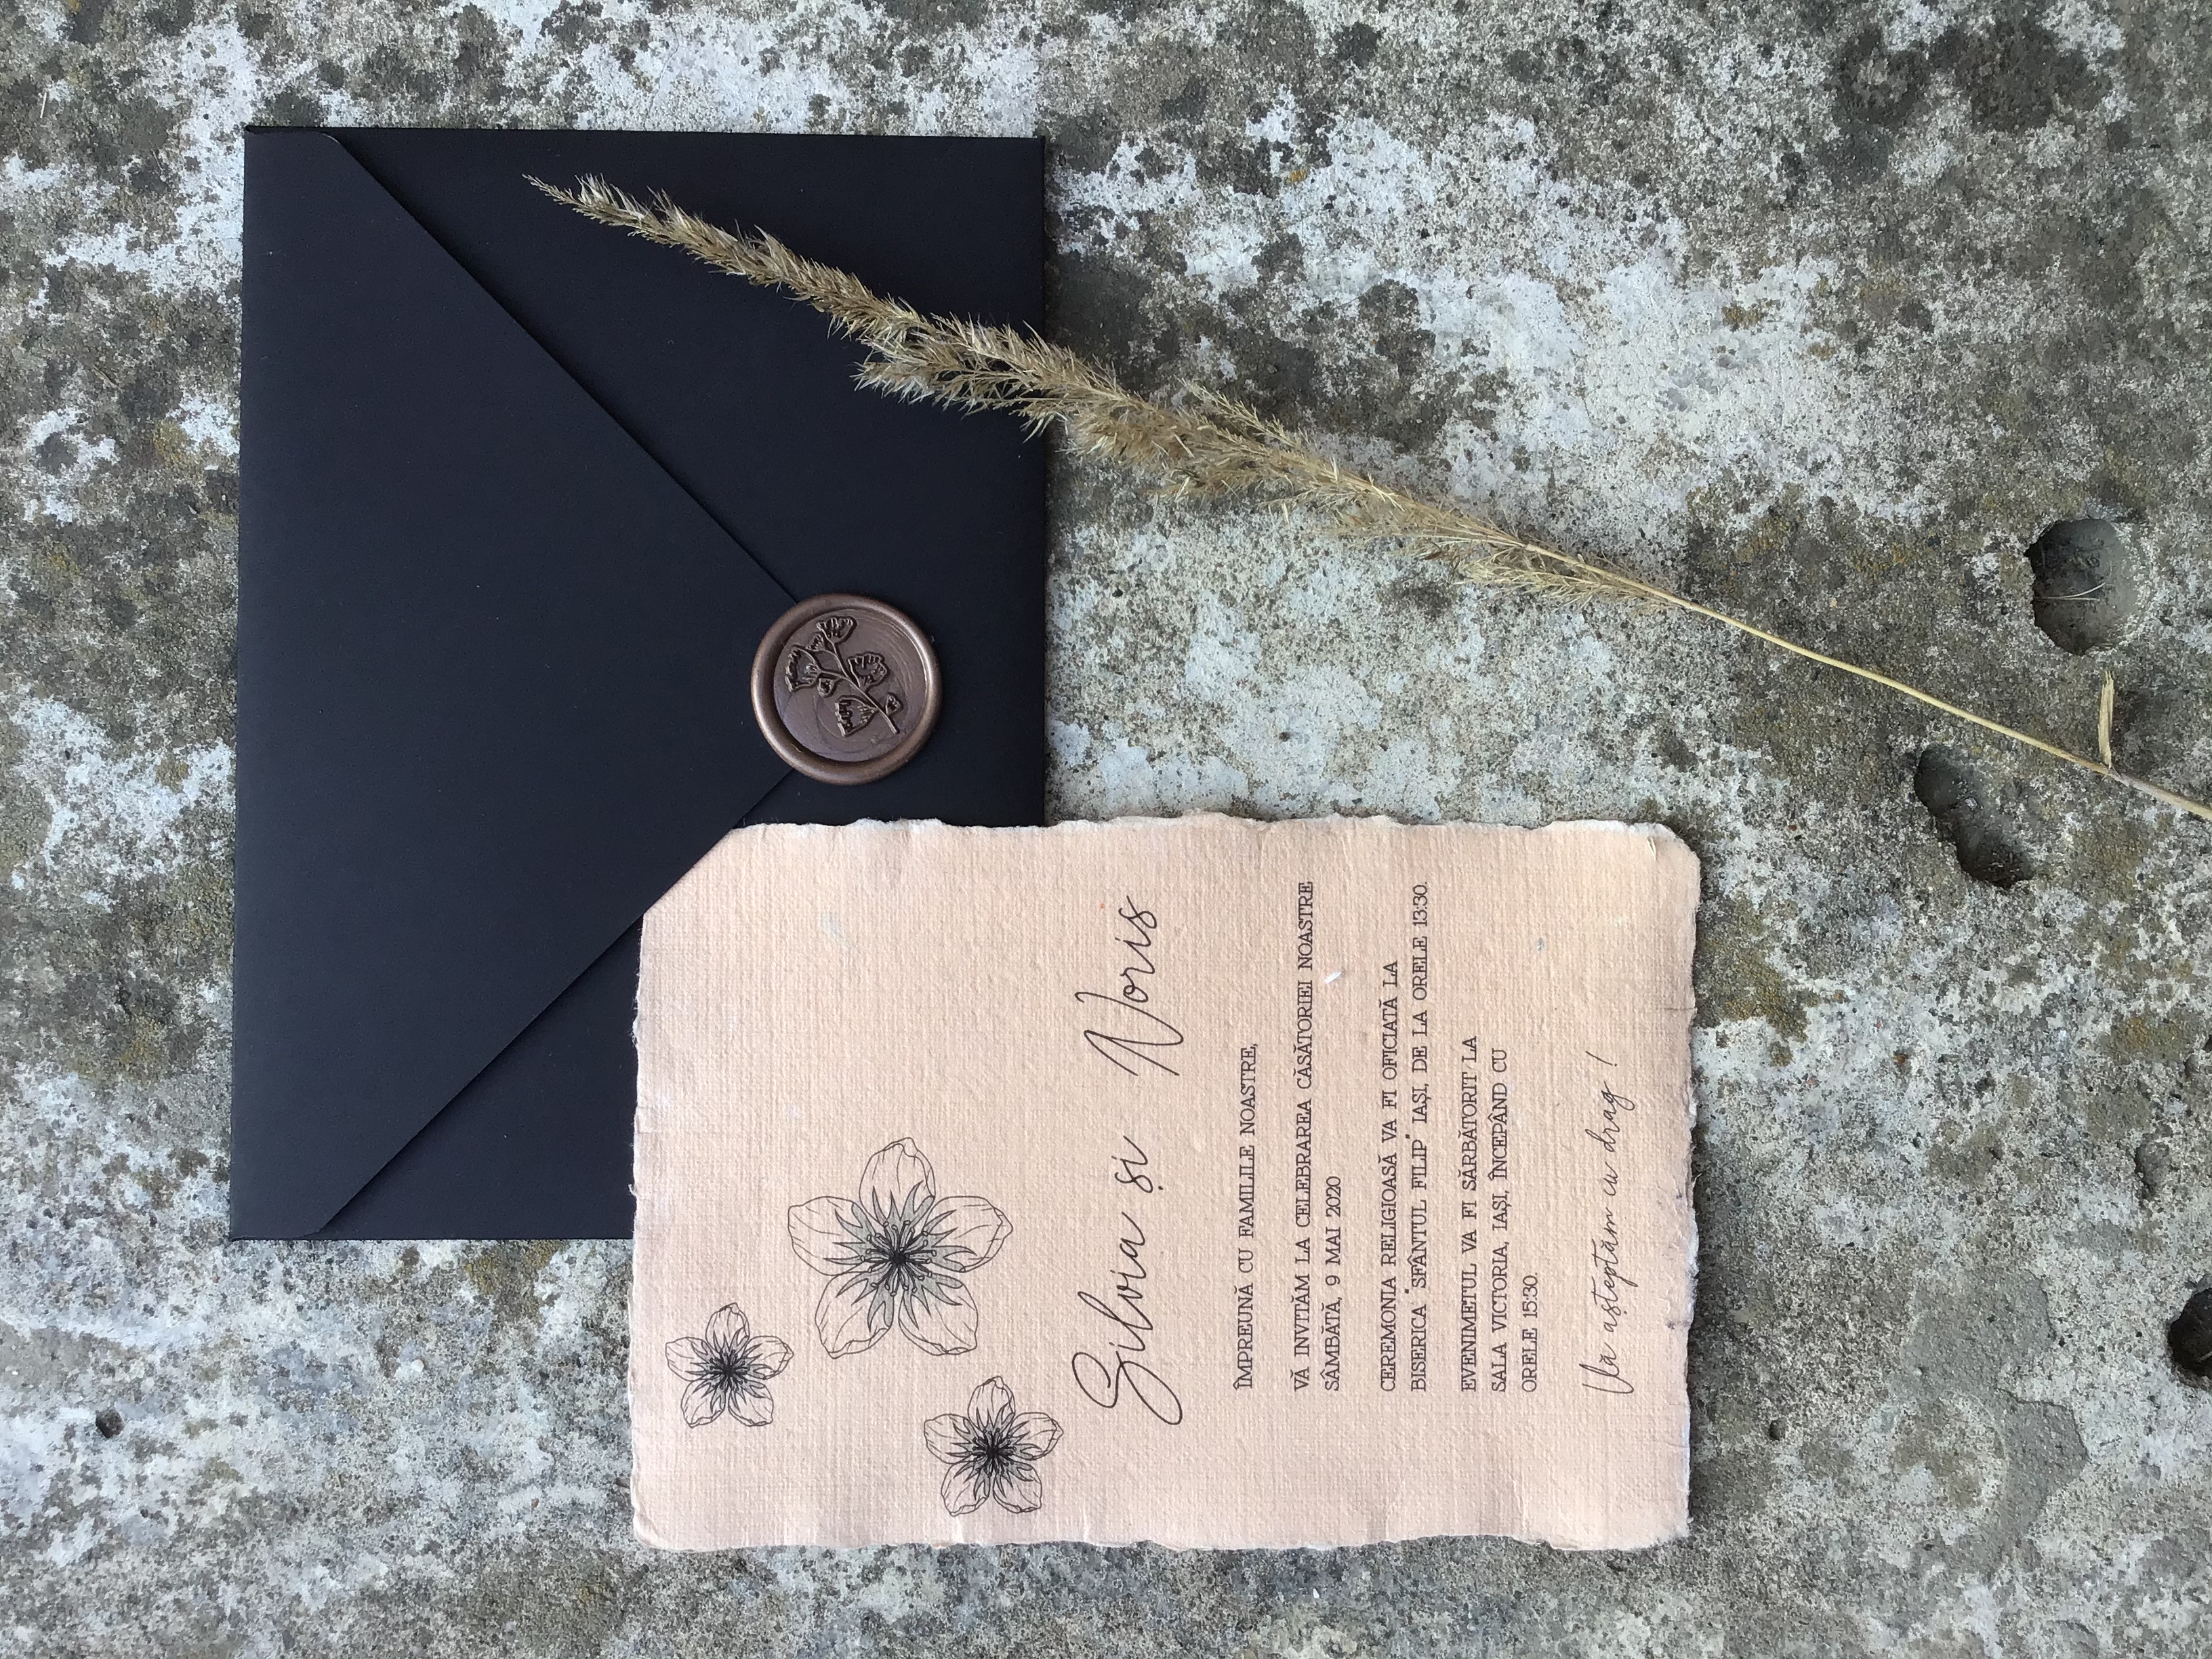 Silvia și Noris
ÎMPREUNĂ CU FAMILILE NOASTRE,
VĂ INVITĂM LA CELEBRAREA CĂSĂTORIEI NOASTRE
SÂMBĂTĂ, 9 MAI 2020
CEREMONIA RELIGIOASĂ VA FI OFICIATĂ LA
BISERICA "SFÂNTUL FILIP" IAȘI, DE LA ORELE 13:30.
EVENIMETUL VA FI SĂRBĂTORIT LA
SALA VICTORIA, IAȘI, ÎNCEPÂND CU
ORELE 15:30.
Vă așteptăm cu drag !